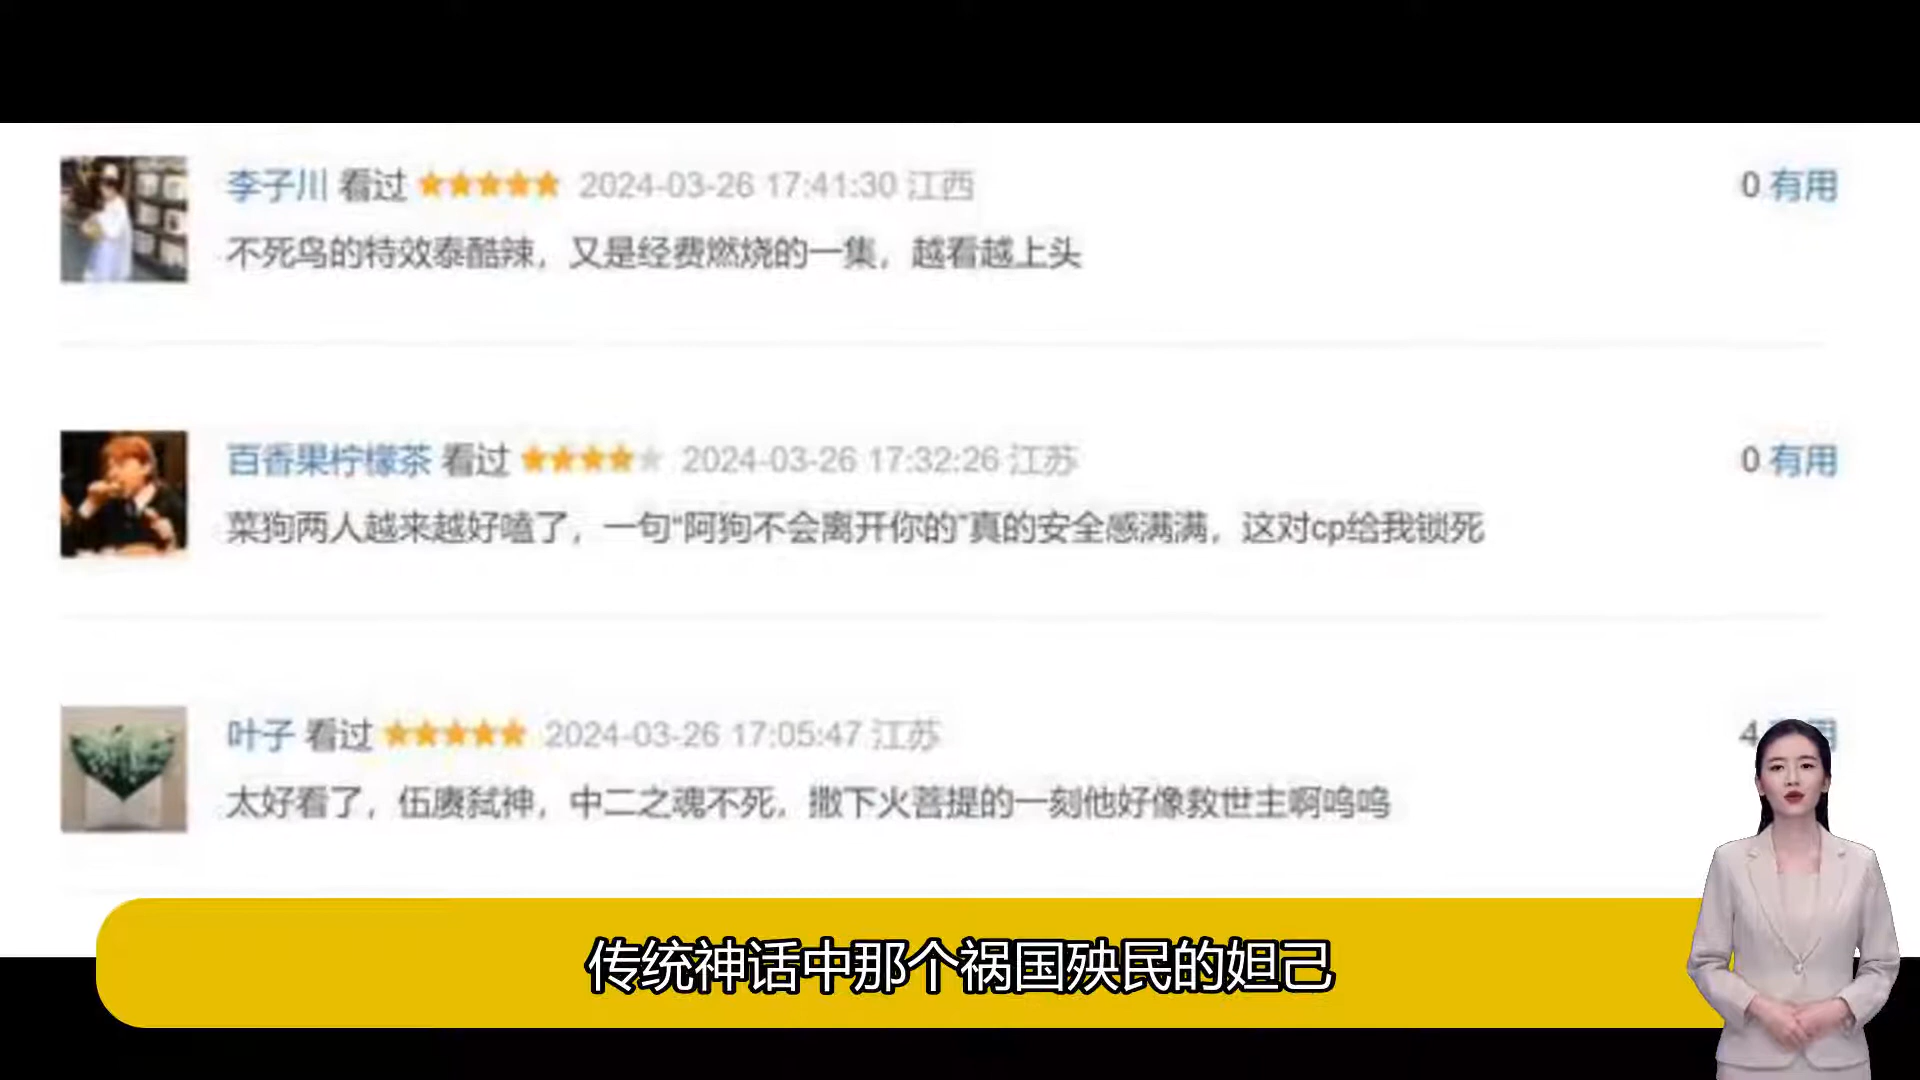 李子川 看过 2024-03-26 17:41:30 江西 0 有用
不死鸟的特效泰酷辣，又是经费燃烧的一集，越看越上头
百香果柠檬茶 看过 2024-03-26 17:32:26 江苏 0 有用
菜狗两人越来越好嗑了，一句“阿狗不会离开你的”真的安全感满满，这对cp给我锁死
叶子 看过 2024-03-26 17:05:47 江苏 4
太好看了，伍赓弑神，中二之魂不死，撒下火菩提的一刻他好像救世主啊呜呜
传统神话中那个祸国殃民的妲己